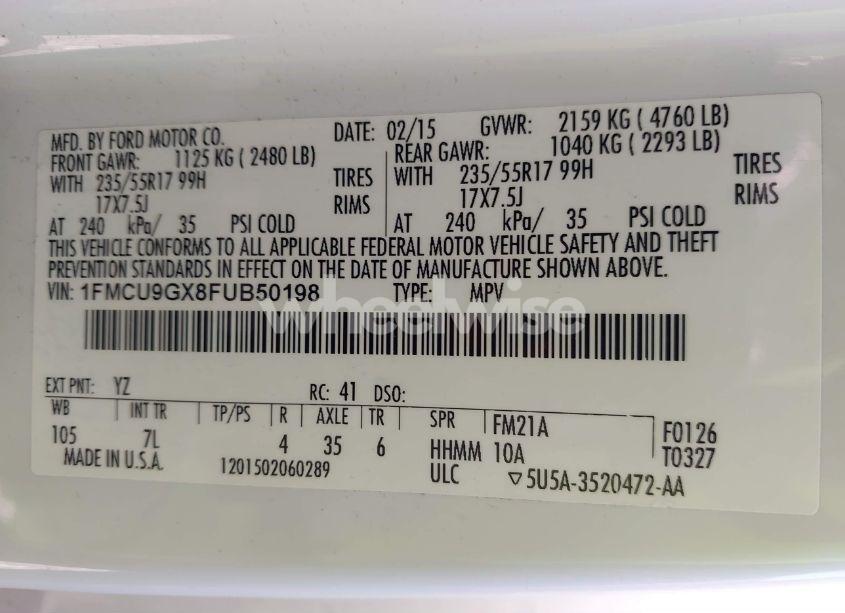 MFD. BY FORD MOTOR CO. DATE: 02/15 GVWR: 2159 KG ( 4760 LB)
FRONT GAWR: 1125 KG ( 2480 LB) REAR GAWR: 1040 KG ( 2293 LB)
WITH 235/55R17 99H TIRES WITH 235/55R17 99H TIRES
17X7.5J RIMS 17X7.5J RIMS
AT 240 kPa/ 35 PSI COLD AT 240 kPa/ 35 PSI COLD
THIS VEHICLE CONFORMS TO ALL APPLICABLE FEDERAL MOTOR VEHICLE SAFETY AND THEFT
PREVENTION STANDARDS IN EFFECT ON THE DATE OF MANUFACTURE SHOWN ABOVE.
VIN: 1FMCU9GX8FUB50198 TYPE: MPV
wheelwise
EXT PNT: YZ RC: 41 DSO:
WB INT TR TP/PS R AXLE TR SPR FM21A F0126
105 7L 4 35 6 HHMM 10A T0327
MADE IN U.S.A. 1201502060289 ULC ▽5U5A-3520472-AA